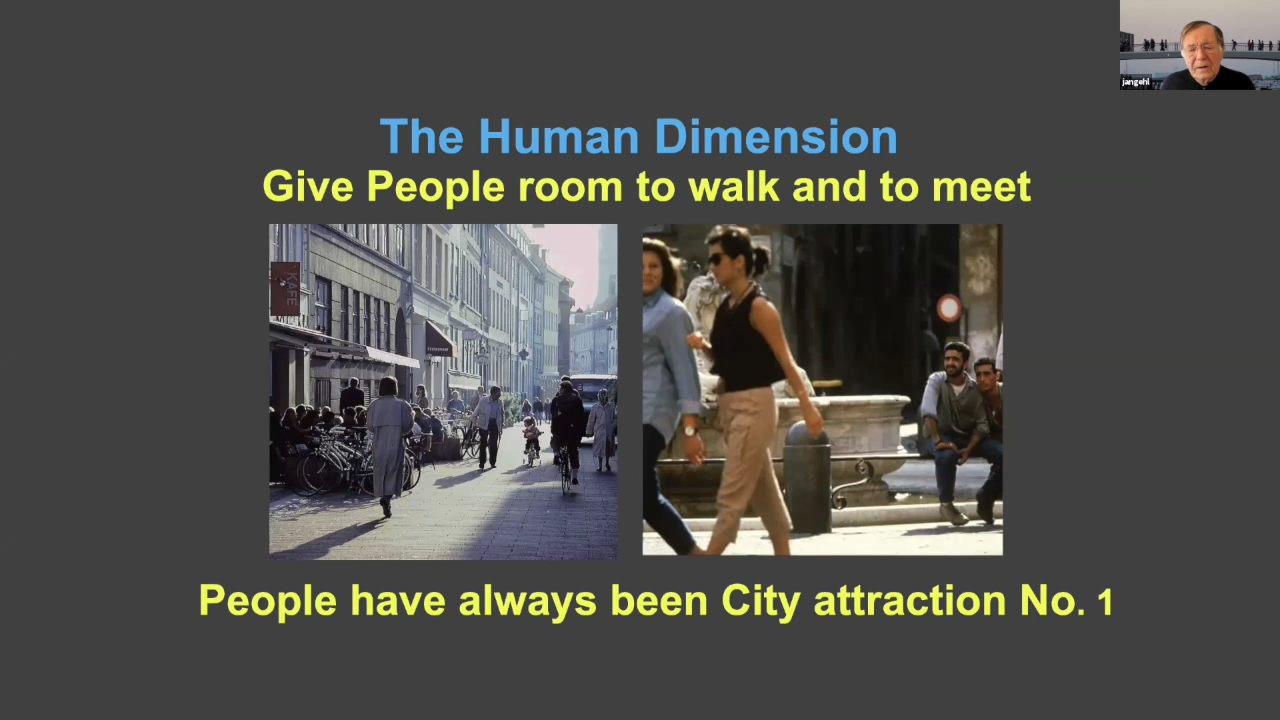 jangehl
The Human Dimension
Give People room to walk and to meet
KAFE
People have always been City attraction No. 1